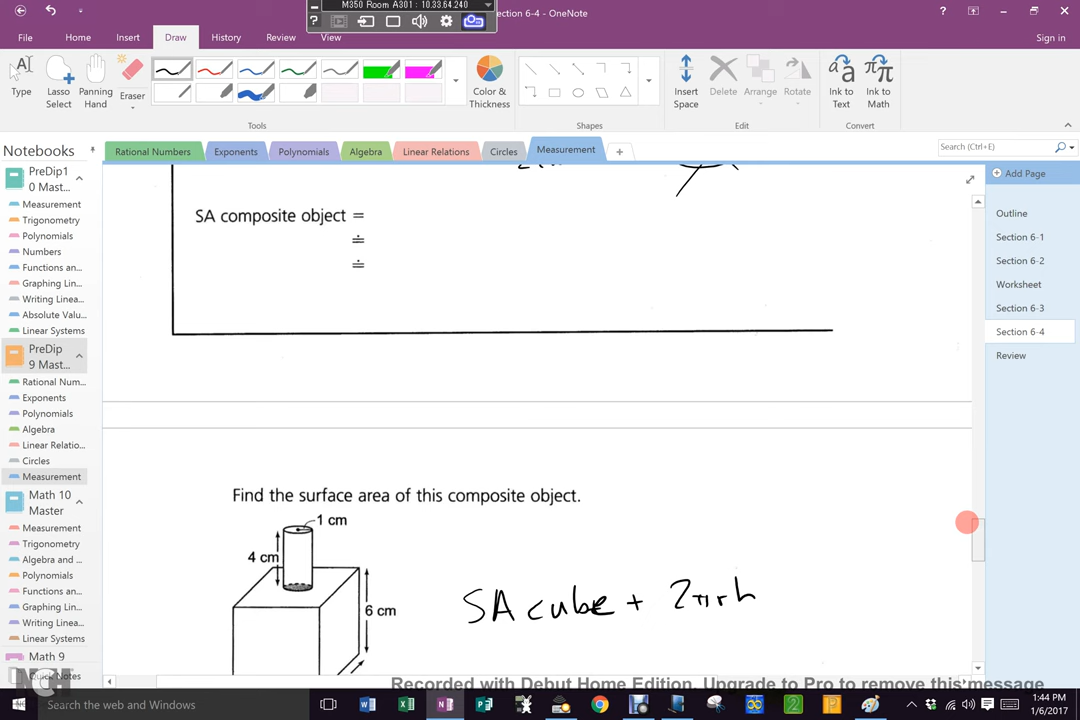 M350 Room A301 : 10.33.64.240
ection 6-4 - OneNote
Sign in
File
Home
Insert
Draw
History
Review
View
Type
Lasso
Select
Panning
Hand
Eraser
Color &
Thickness
Insert
Space
Delete
Arrange
Rotate
Ink to
Text
Ink to
Math
Tools
Shapes
Edit
Convert
Notebooks
Rational Numbers
Exponents
Polynomials
Algebra
Linear Relations
Circles
Measurement
Search (Ctrl+E)
PreDip1
0 Mast...
Measurement
Trigonometry
Polynomials
Numbers
Functions an...
Graphing Lin...
Writing Linea...
Absolute Valu...
Linear Systems
PreDip
9 Mast...
Rational Num...
Exponents
Polynomials
Algebra
Linear Relatio...
Circles
Measurement
Math 10
Master
Measurement
Trigonometry
Algebra and ...
Polynomials
Functions an...
Graphing Lin...
Writing Linea...
Linear Systems
Math 9
Quick Notes
NCH
SA composite object =
≐
≐
Find the surface area of this composite object.
1 cm
4 cm
6 cm
SA cube + 2πrh
Add Page
Outline
Section 6-1
Section 6-2
Worksheet
Section 6-3
Section 6-4
Review
Recorded with Debut Home Edition. Upgrade to Pro to remove this message
Search the web and Windows
1:44 PM
1/6/2017